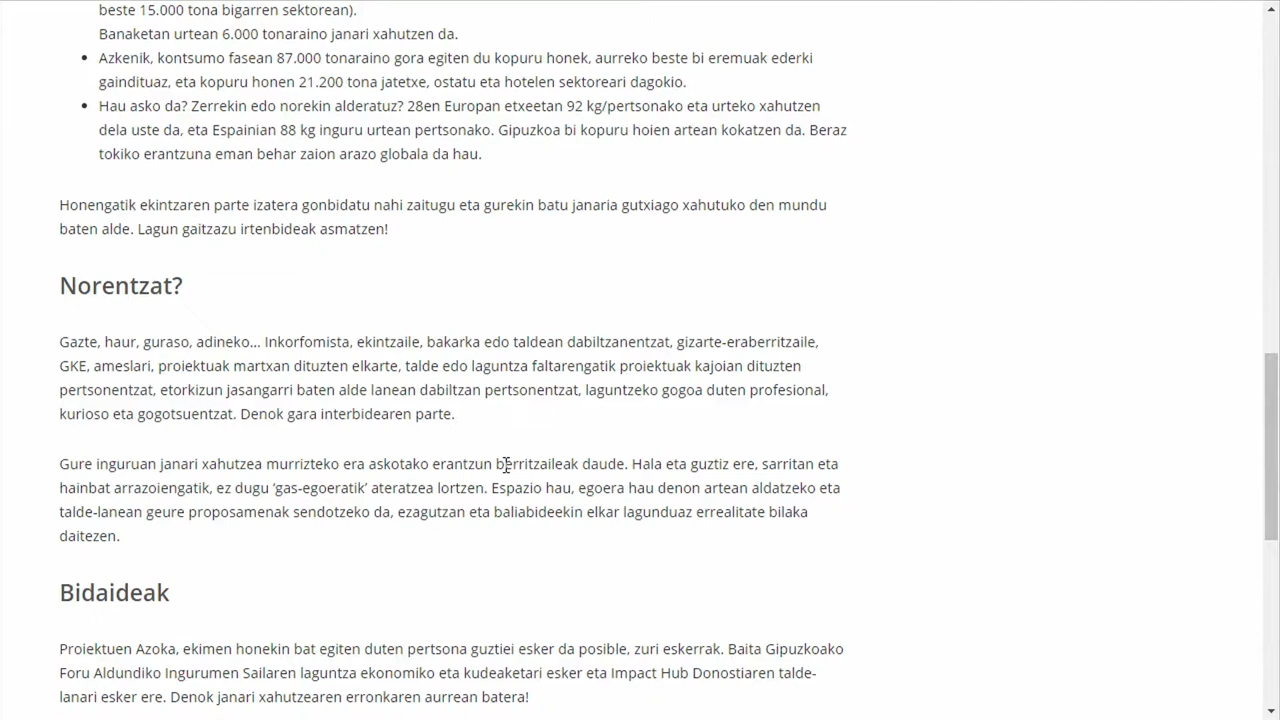 beste 15.000 tona bigarren sektorean).
Banaketan urtean 6.000 tonaraino janari xahutzen da.
Azkenik, kontsumo fasean 87.000 tonaraino gora egiten du kopuru honek, aurreko beste bi eremuak ederki
gaindituaz, eta kopuru honen 21.200 tona jatetxe, ostatu eta hotelen sektoreari dagokio.
Hau asko da? Zerrekin edo norekin alderatuz? 28en Europan etxeetan 92 kg/pertsonako eta urteko xahutzen
dela uste da, eta Espainian 88 kg inguru urtean pertsonako. Gipuzkoa bi kopuru hoien artean kokatzen da. Beraz
tokiko erantzuna eman behar zaion arazo globala da hau.
Honengatik ekintzaren parte izatera gonbidatu nahi zaitugu eta gurekin batu janaria gutxiago xahutuko den mundu
baten alde. Lagun gaitzazu irtenbideak asmatzen!
Norentzat?
Gazte, haur, guraso, adineko... Inkorfomista, ekintzaile, bakarka edo taldean dabiltzanentzat, gizarte-eraberritzaile,
GKE, ameslari, proiektuak martxan dituzten elkarte, talde edo laguntza faltarengatik proiektuak kajoian dituzten
pertsonentzat, etorkizun jasangarri baten alde lanean dabiltzan pertsonentzat, laguntzeko gogoa duten profesional,
kurioso eta gogotsuentzat. Denok gara interbidearen parte.
Gure inguruan janari xahutzea murrizteko era askotako erantzun berritzaileak daude. Hala eta guztiz ere, sarritan eta
hainbat arrazoiengatik, ez dugu ‘gas-egoeratik’ ateratzea lortzen. Espazio hau, egoera hau denon artean aldatzeko eta
talde-lanean geure proposamenak sendotzeko da, ezagutzan eta baliabideekin elkar lagunduaz errealitate bilaka
daitezen.
Bidaideak
Proiektuen Azoka, ekimen honekin bat egiten duten pertsona guztiei esker da posible, zuri eskerrak. Baita Gipuzkoako
Foru Aldundiko Ingurumen Sailaren laguntza ekonomiko eta kudeaketari esker eta Impact Hub Donostiaren talde-
lanari esker ere. Denok janari xahutzearen erronkaren aurrean batera!